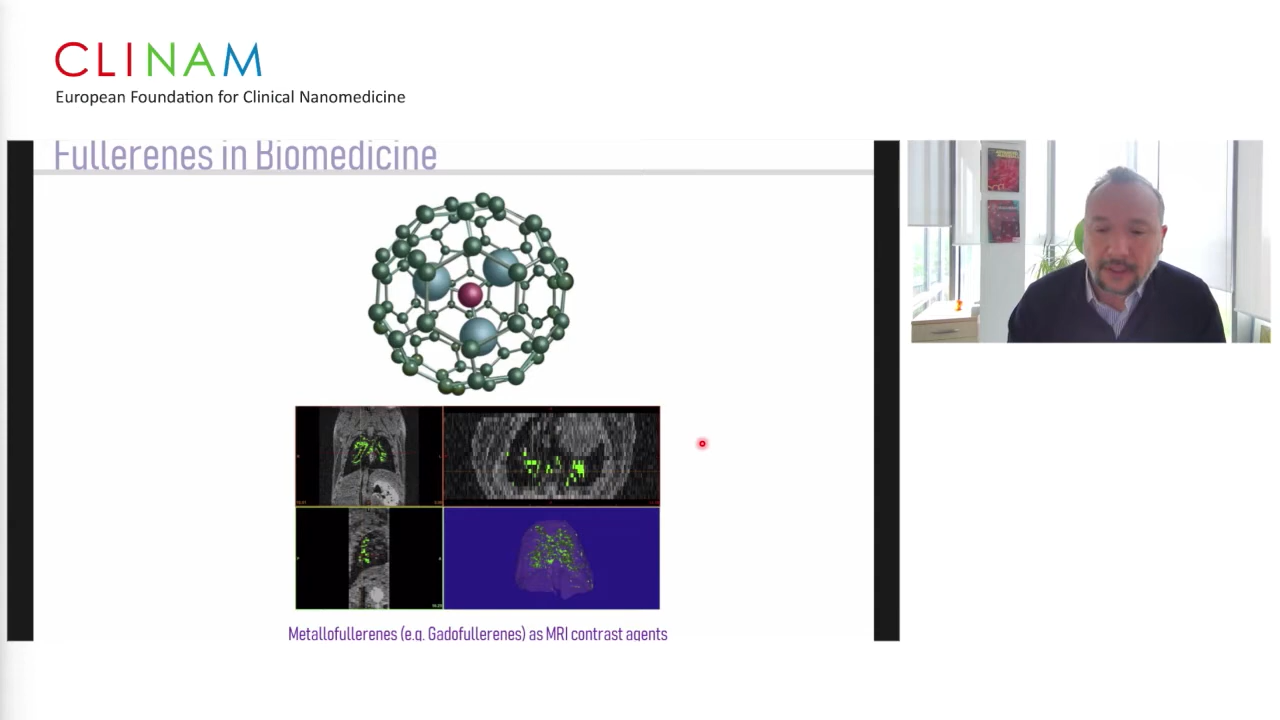 CLINAM
European Foundation for Clinical Nanomedicine
Fullerenes in Biomedicine
Metallofullerenes (e.g. Gadofullerenes) as MRI contrast agents